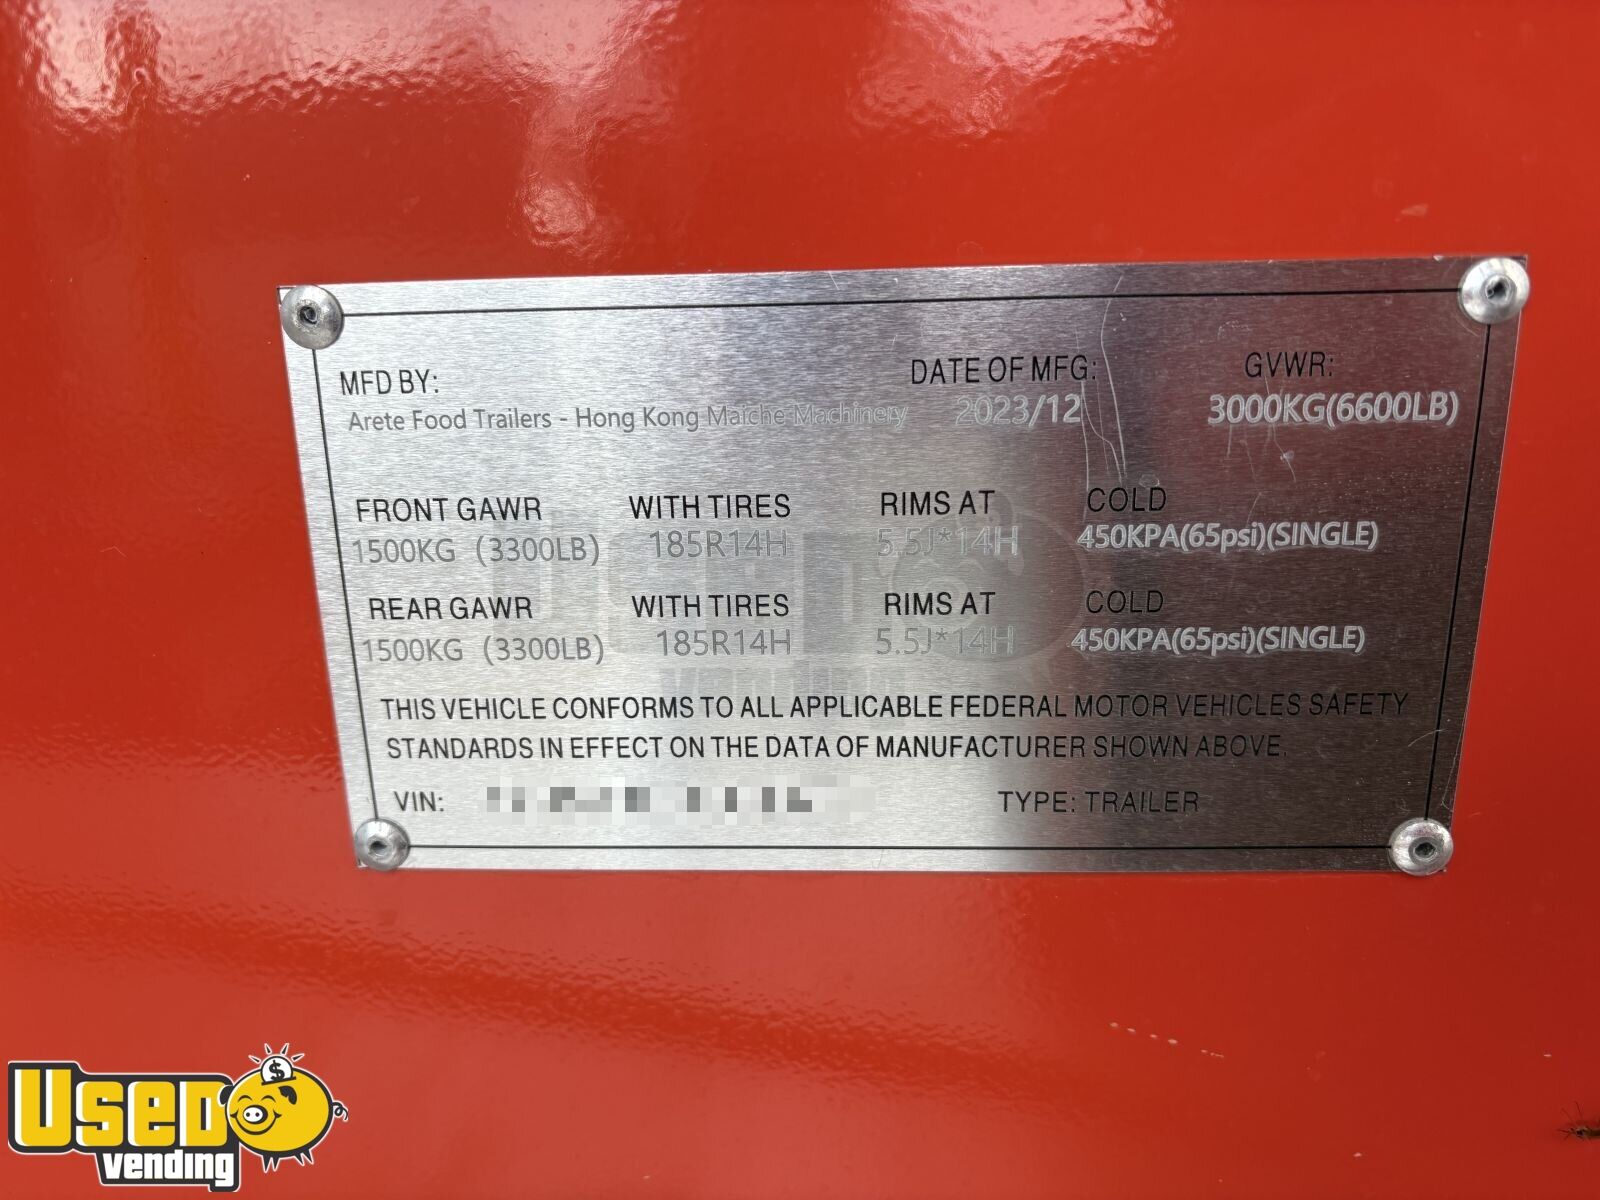 MFD BY: DATE OF MFG: GVWR:
Arete Food Trailers - Hong Kong Maiche Machinery 2023/12 3000KG(6600LB)
FRONT GAWR WITH TIRES RIMS AT COLD
1500KG (3300LB) 185R14H 5.5J*14H 450KPA(65psi)(SINGLE)
REAR GAWR WITH TIRES RIMS AT COLD
1500KG (3300LB) 185R14H 5.5J*14H 450KPA(65psi)(SINGLE)
THIS VEHICLE CONFORMS TO ALL APPLICABLE FEDERAL MOTOR VEHICLES SAFETY
STANDARDS IN EFFECT ON THE DATA OF MANUFACTURER SHOWN ABOVE.
VIN: TYPE: TRAILER
USED
vending